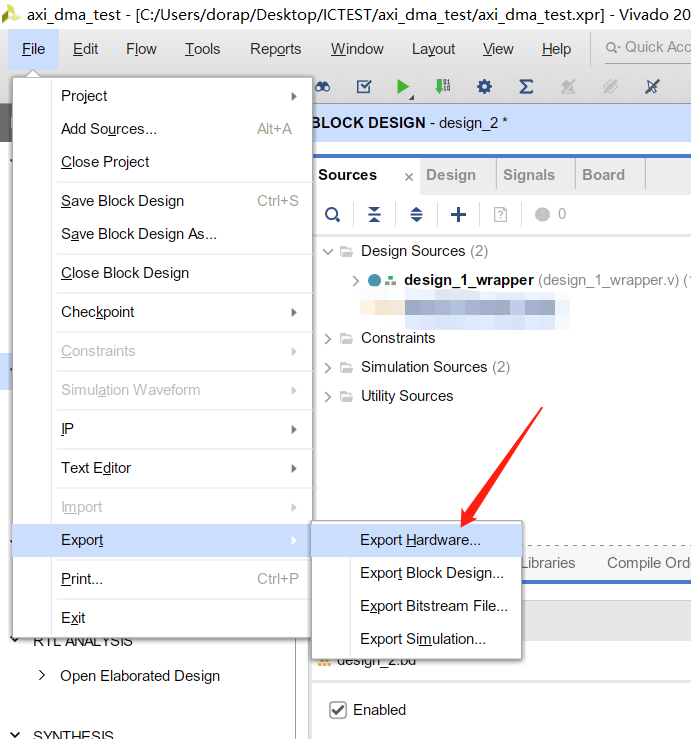 axi_dma_test - [C:/Users/dorap/Desktop/ICTEST/axi_dma_test/axi_dma_test.xpr] - Vivado 20
File Edit Flow Tools Reports Window Layout View Help Quick Acc
BLOCK DESIGN - design_2 *
Project
Add Sources... Alt+A
Close Project
Save Block Design Ctrl+S
Save Block Design As...
Close Block Design
Checkpoint
Constraints
Simulation Waveform
IP
Text Editor
Import
Export
Print... Ctrl+P
Exit
Sources × Design Signals Board
0
Design Sources (2)
design_1_wrapper (design_1_wrapper.v) (
Constraints
Simulation Sources (2)
Utility Sources
Export Hardware...
Export Block Design...
Export Bitstream File...
Export Simulation...
Libraries Compile Ord
design_2.bd
Enabled
RTL ANALYSIS
Open Elaborated Design
SYNTHESIS